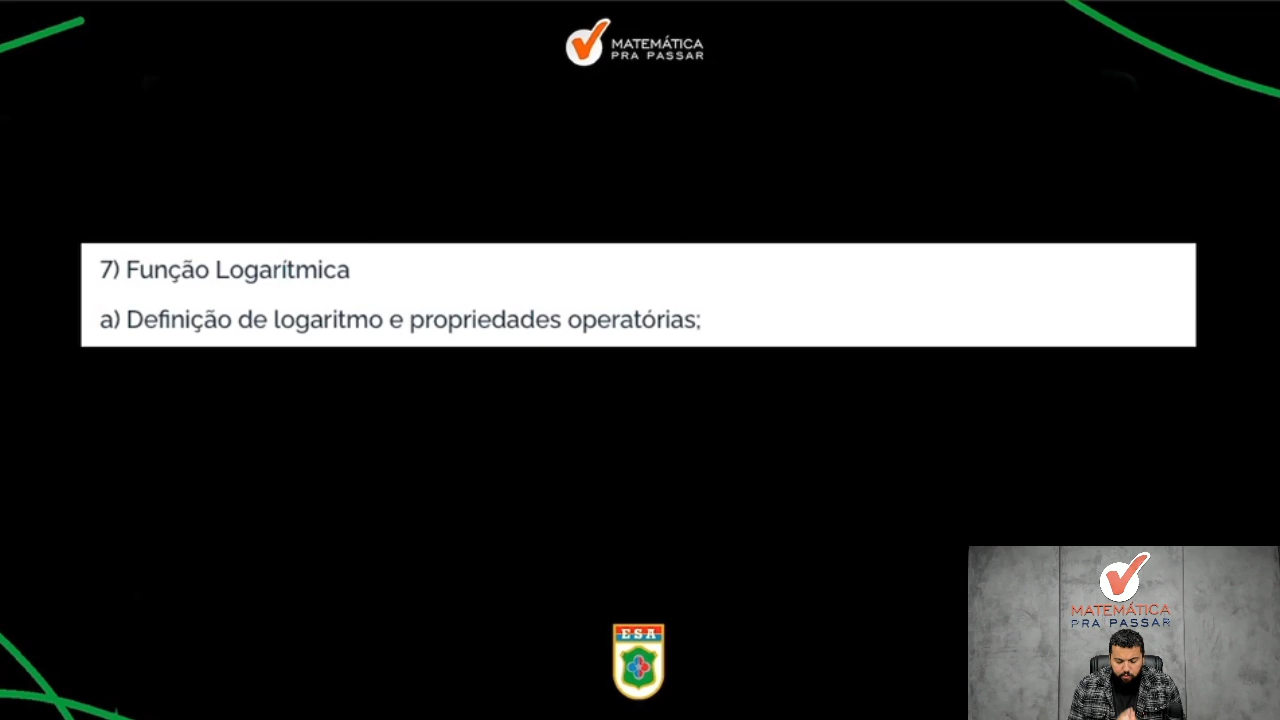 MATEMÁTICA
PRA PASSAR
7) Função Logarítmica
a) Definição de logaritmo e propriedades operatórias;
ESA
MATEMÁTICA
PRA PASSAR